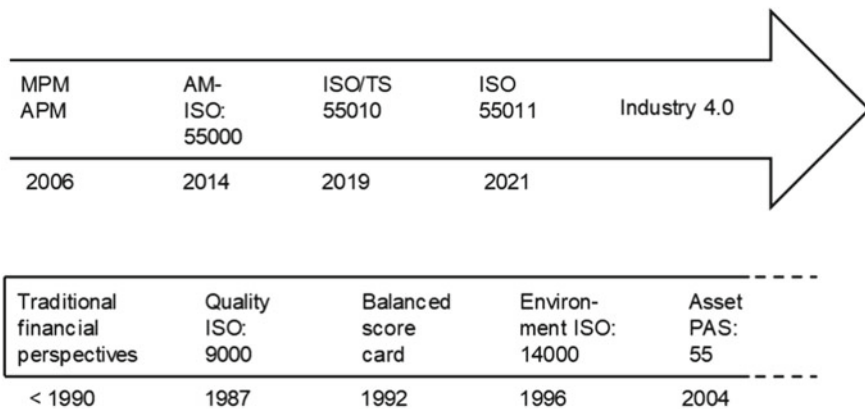 MPM AM- ISO/TS ISO
APM ISO: 55010 55011 Industry 4.0
55000
2006 2014 2019 2021
Traditional Quality Balanced Environ- Asset
financial ISO: score ment ISO: PAS:
perspectives 9000 card 14000 55
< 1990 1987 1992 1996 2004